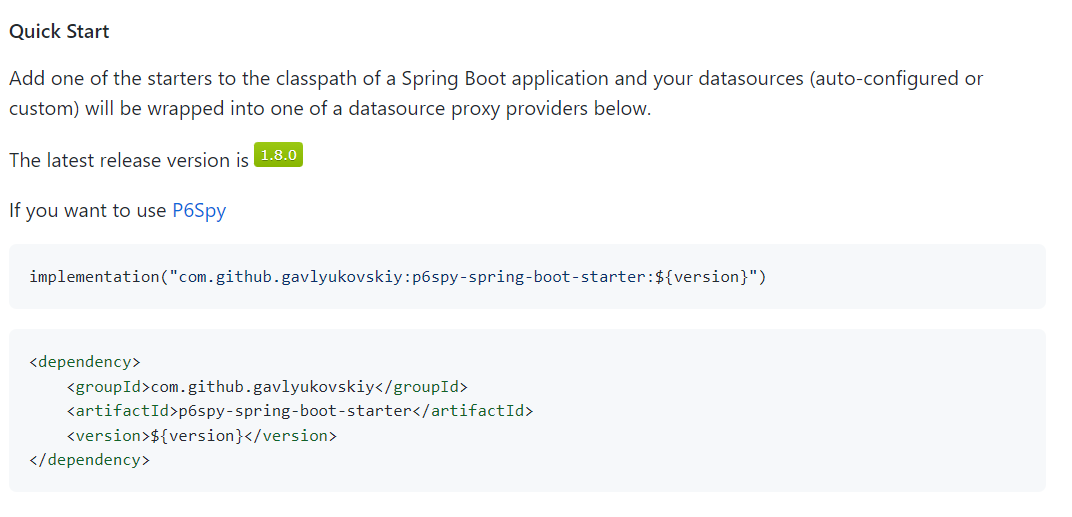 Quick Start
Add one of the starters to the classpath of a Spring Boot application and your datasources (auto-configured or
custom) will be wrapped into one of a datasource proxy providers below.
The latest release version is 1.8.0
If you want to use P6Spy
implementation("com.github.gavlyukovskiy:p6spy-spring-boot-starter:${version}")
<dependency>
    <groupId>com.github.gavlyukovskiy</groupId>
    <artifactId>p6spy-spring-boot-starter</artifactId>
    <version>${version}</version>
</dependency>